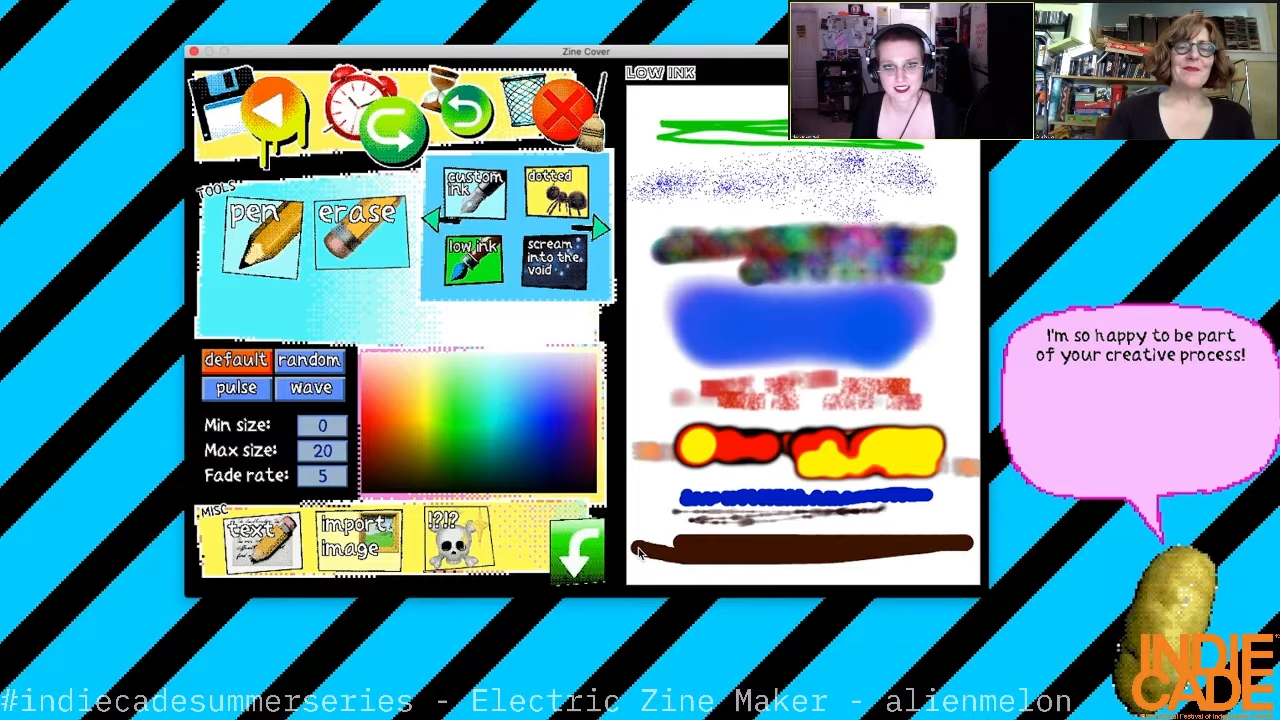 Zine Cover
LOW INK
TOOLS
pen
erase
custom
ink
dotted
low ink
scream
into the
void
default
random
pulse
wave
Min size: 0
Max size: 20
Fade rate: 5
MISC
text
import
image
!?!?
I'm so happy to be part
of your creative process!
INDIE
CADE
#indiecadesummerseries - Electric Zine Maker - alienmelon